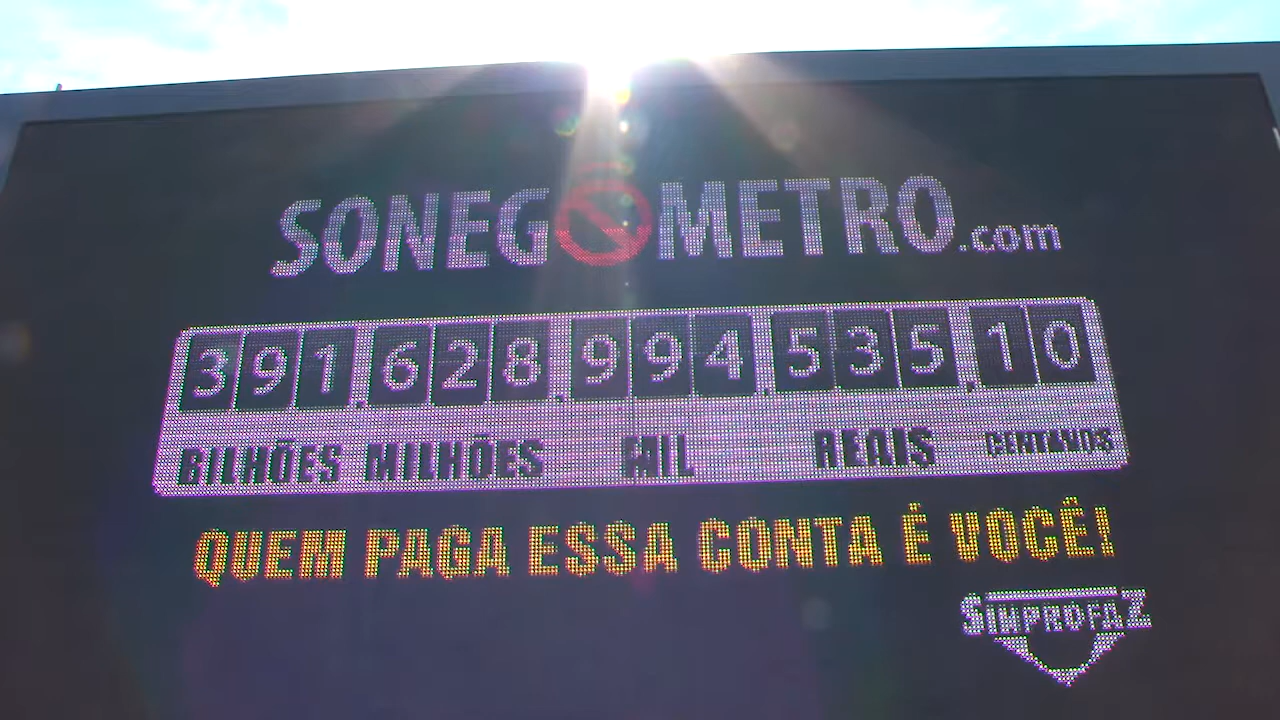 SONEGOMETRO.com
391.628.994.535.10
BILHÕES MILHÕES MIL REAIS CENTAVOS
QUEM PAGA ESSA CONTA É VOCÊ!
SINPROFAZ